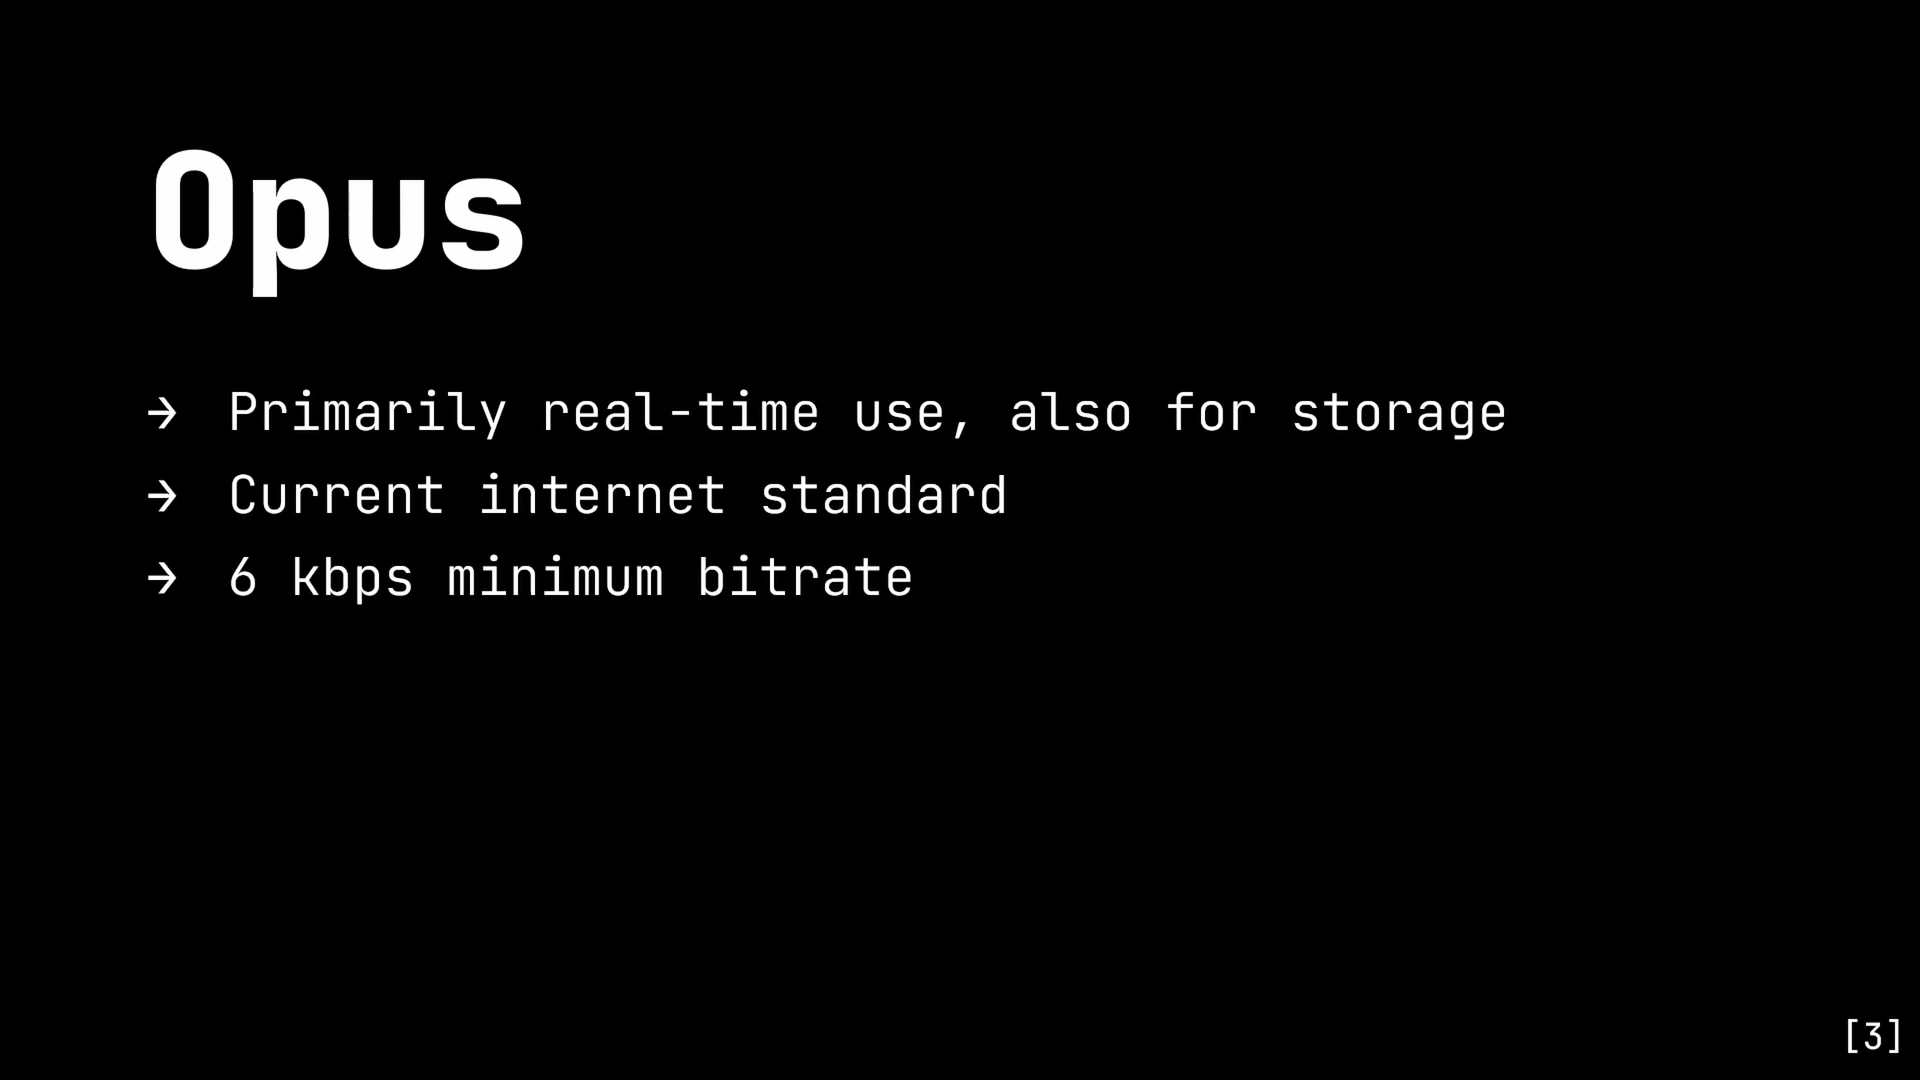 Opus
→ Primarily real-time use, also for storage
→ Current internet standard
→ 6 kbps minimum bitrate
[3]